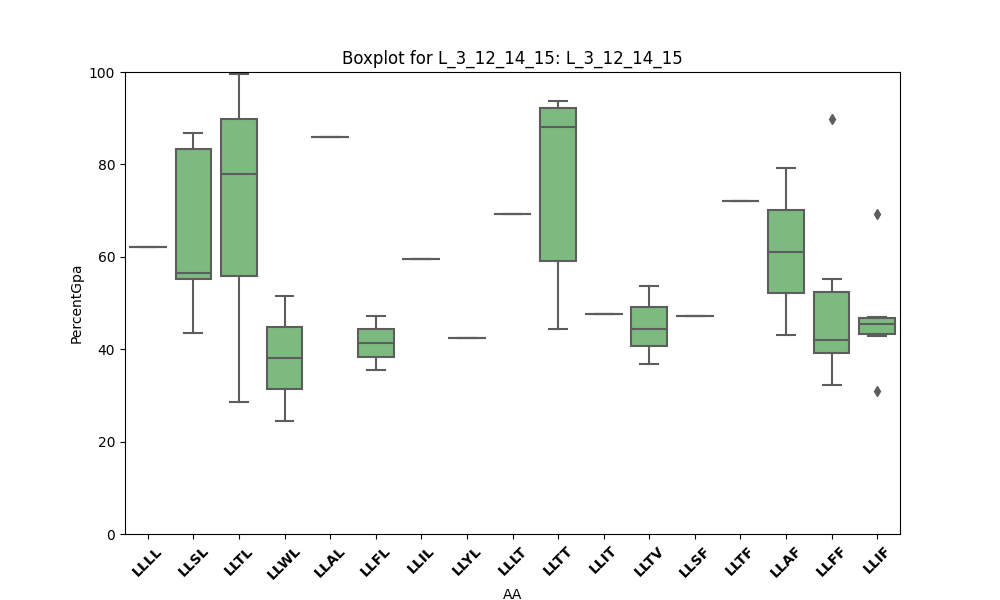 Boxplot for L_3_12_14_15: L_3_12_14_15
PercentGpa
100
80
60
40
20
0
LLLL LLSL LLTL LLWL LLAL LLFL LLIL LLYL LLLT LLTT LLIT LLTV LLSF LLTF LLAF LLFF LLIF
AA